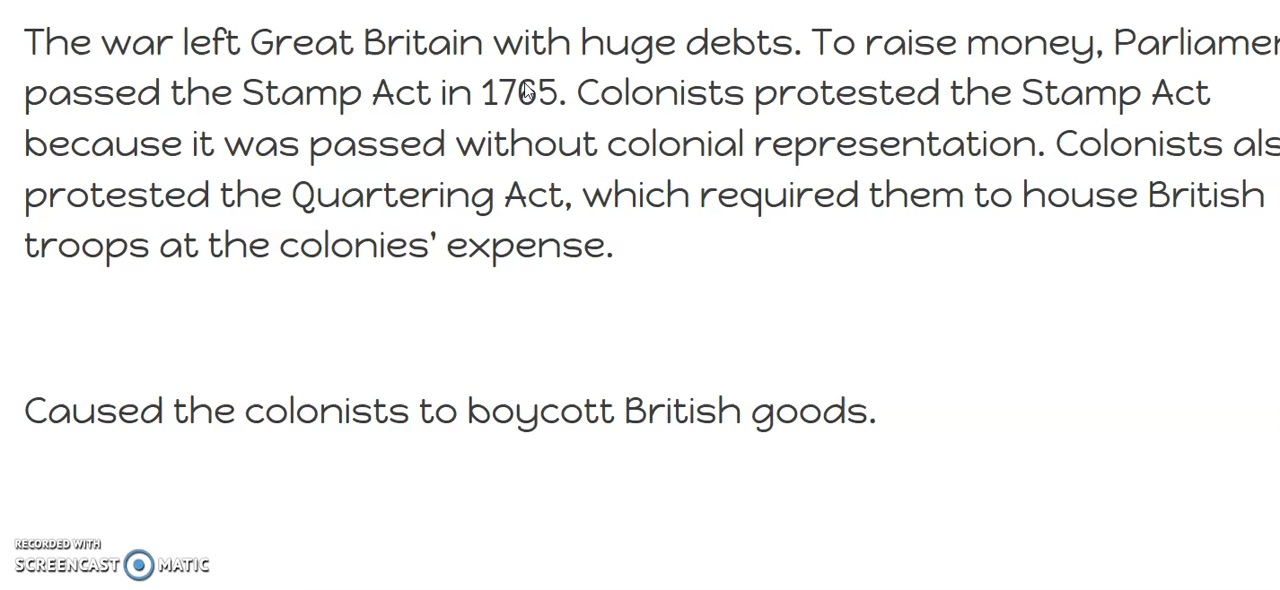 The war left Great Britain with huge debts. To raise money, Parliamen
passed the Stamp Act in 1765. Colonists protested the Stamp Act
because it was passed without colonial representation. Colonists als
protested the Quartering Act, which required them to house British
troops at the colonies' expense.
Caused the colonists to boycott British goods.
RECORDED WITH
SCREENCAST MATIC